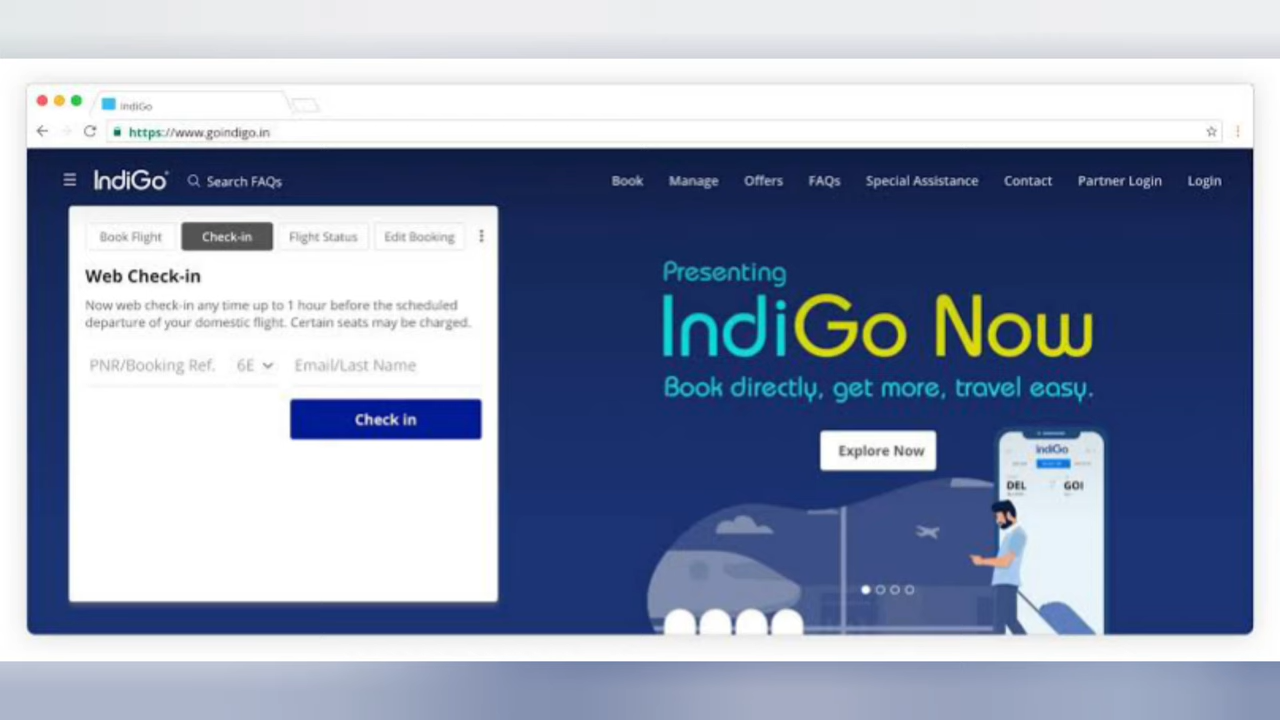 IndiGo
https://www.goindigo.in
IndiGo Search FAQs Book Manage Offers FAQs Special Assistance Contact Partner Login Login
Book Flight Check-in Flight Status Edit Booking
Web Check-in
Now web check-in any time up to 1 hour before the scheduled
departure of your domestic flight. Certain seats may be charged.
PNR/Booking Ref. 6E Email/Last Name
Check in
Presenting
IndiGo Now
Book directly, get more, travel easy.
Explore Now
IndiGo
DEL GOI